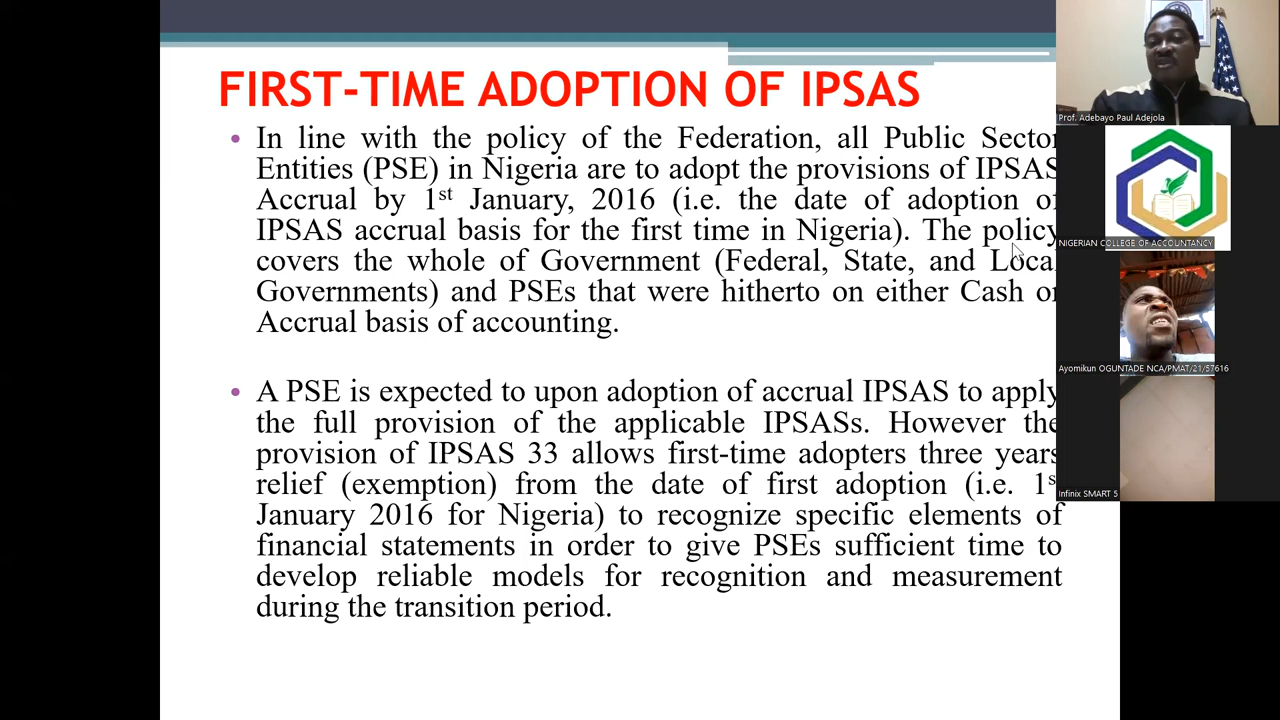 FIRST-TIME ADOPTION OF IPSAS
• In line with the policy of the Federation, all Public Sector
Entities (PSE) in Nigeria are to adopt the provisions of IPSAS
Accrual by 1st January, 2016 (i.e. the date of adoption of
IPSAS accrual basis for the first time in Nigeria). The policy
covers the whole of Government (Federal, State, and Local
Governments) and PSEs that were hitherto on either Cash or
Accrual basis of accounting.
• A PSE is expected to upon adoption of accrual IPSAS to apply
the full provision of the applicable IPSASs. However the
provision of IPSAS 33 allows first-time adopters three years
relief (exemption) from the date of first adoption (i.e. 1s
January 2016 for Nigeria) to recognize specific elements of
financial statements in order to give PSEs sufficient time to
develop reliable models for recognition and measurement
during the transition period.
Prof. Adebayo Paul Adejola
NIGERIAN COLLEGE OF ACCOUNTANCY
Ayomikun OGUNTADE NCA/PMAT/21/57616
Infinix SMART 5